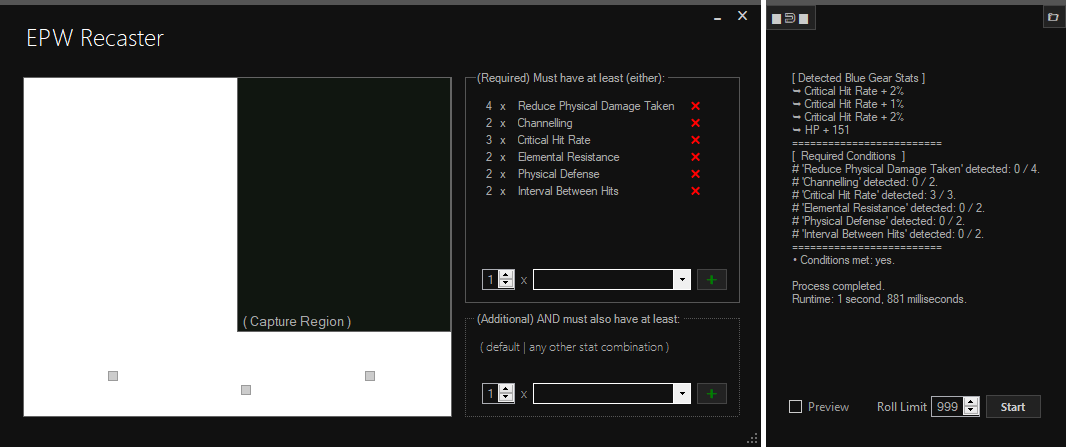 EPW Recaster
(Required) Must have at least (either):
4 x Reduce Physical Damage Taken
2 x Channelling
3 x Critical Hit Rate
2 x Elemental Resistance
2 x Physical Defense
2 x Interval Between Hits
1 x
( Capture Region )
(Additional) AND must also have at least:
( default | any other stat combination )
1 x
[ Detected Blue Gear Stats ]
➥ Critical Hit Rate + 2%
➥ Critical Hit Rate + 1%
➥ Critical Hit Rate + 2%
➥ HP + 151
=========================
[ Required Conditions ]
# 'Reduce Physical Damage Taken' detected: 0 / 4.
# 'Channelling' detected: 0 / 2.
# 'Critical Hit Rate' detected: 3 / 3.
# 'Elemental Resistance' detected: 0 / 2.
# 'Physical Defense' detected: 0 / 2.
# 'Interval Between Hits' detected: 0 / 2.
=========================
• Conditions met: yes.
Process completed.
Runtime: 1 second, 881 milliseconds.
Preview Roll Limit 999 Start